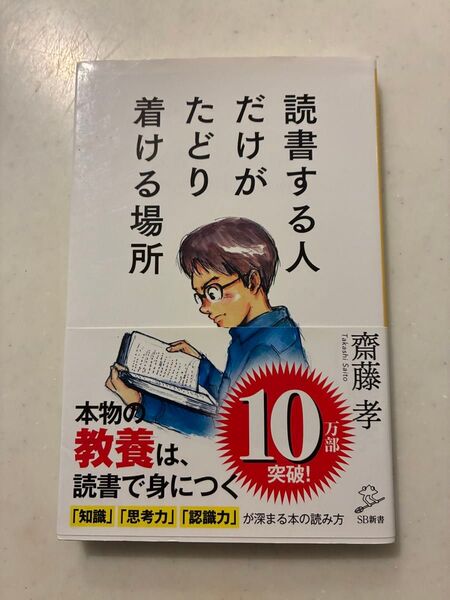 読書する人
だけが
たどり
着ける場所
齋藤 孝
Takashi Saito
本物の
教養は、
読書で身につく
10万部
突破!
「知識」「思考力」「認識力」が深まる本の読み方
SB新書